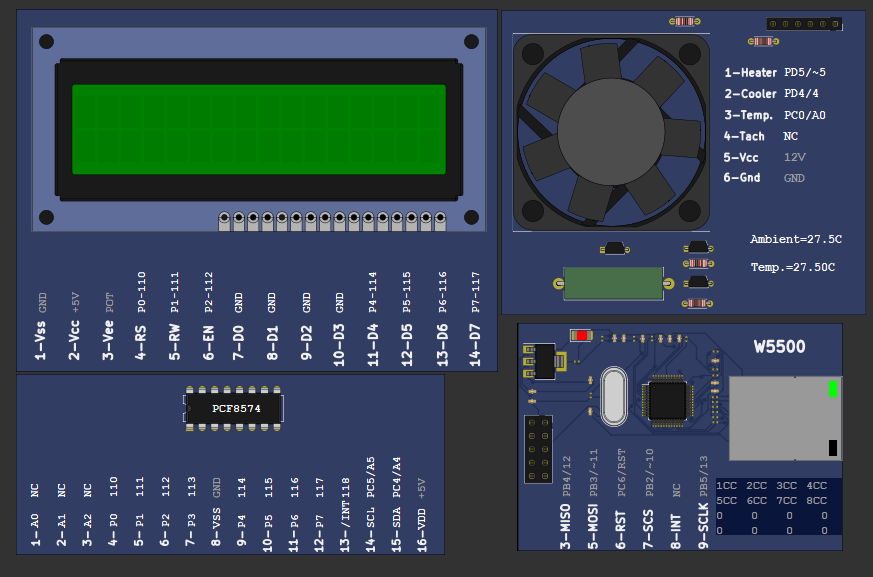 1-Vss GND
2-Vcc +5V
3-Vee POT
4-RS P0-110
5-RW P1-111
6-EN P2-112
7-D0 GND
8-D1 GND
9-D2 GND
10-D3 GND
11-D4 P4-114
12-D5 P5-115
13-D6 P6-116
14-D7 P7-117
1-Heater PD5/~5
2-Cooler PD4/4
3-Temp. PC0/A0
4-Tach NC
5-Vcc 12V
6-Gnd GND
Ambient=27.5C
Temp.=27.50C
PCF8574
1-A0 NC
2-A1 NC
3-A2 NC
4-P0 110
5-P1 111
6-P2 112
7-P3 113
8-VSS GND
9-P4 114
10-P5 115
11-P6 116
12-P7 117
13-/INT118
14-SCL PC5/A5
15-SDA PC4/A4
16-VDD +5V
W5500
3-MISO PB4/12
5-MOSI PB3/~11
6-RST PC6/RST
7-SCS PB2/~10
8-INT NC
9-SCLK PB5/13
1CC 2CC 3CC 4CC
5CC 6CC 7CC 8CC
0 0 0 0
0 0 0 0